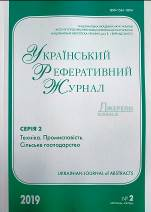 УКРАЇНСЬКИЙ
РЕФЕРАТИВНИЙ
ЖУРНАЛ
Джерело
СЕРІЯ 2
Техніка. Промисловість
Сільське господарство
2019
№ 2
UKRAINIAN JOURNAL OF ABSTRACTS